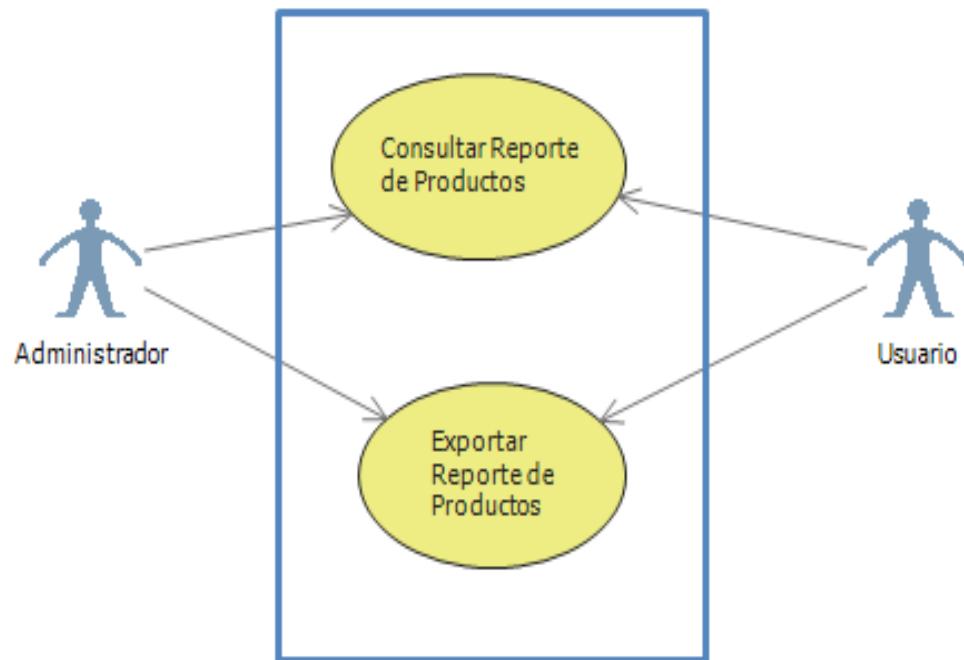 Consultar Reporte
de Productos
Administrador
Usuario
Exportar
Reporte de
Productos